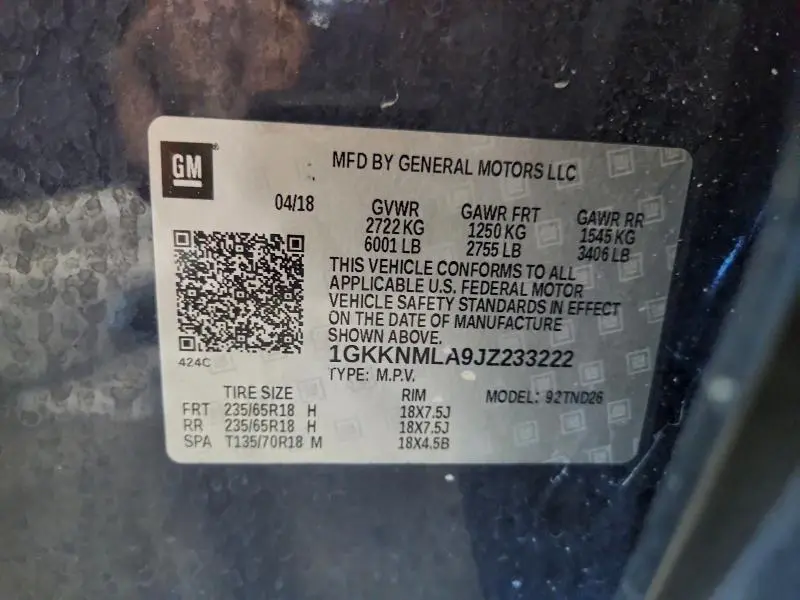 GM
MFD BY GENERAL MOTORS LLC
04/18
GVWR GAWR FRT GAWR RR
2722 KG 1250 KG 1545 KG
6001 LB 2755 LB 3406 LB
THIS VEHICLE CONFORMS TO ALL
APPLICABLE U.S. FEDERAL MOTOR
VEHICLE SAFETY STANDARDS IN EFFECT
ON THE DATE OF MANUFACTURE
SHOWN ABOVE.
424C
1GKKNMLA9JZ233222
TYPE: M.P.V.
TIRE SIZE RIM MODEL: 92TND26
FRT 235/65R18 H 18X7.5J
RR 235/65R18 H 18X7.5J
SPA T135/70R18 M 18X4.5B